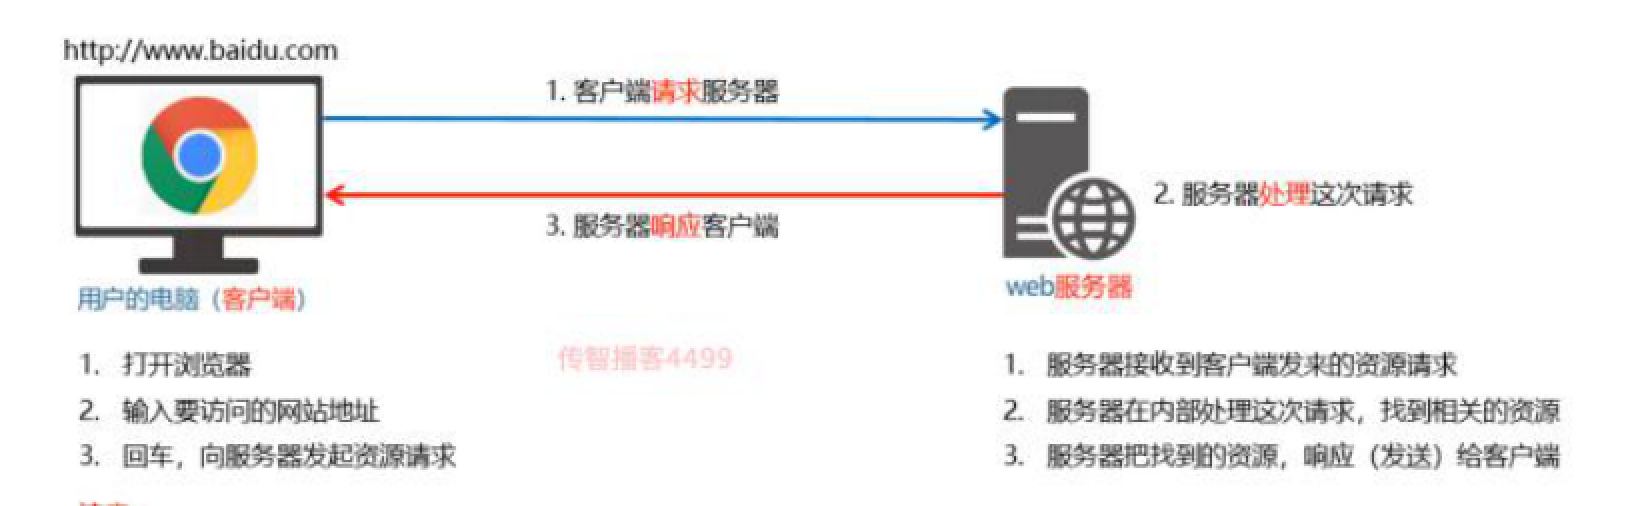 http://www.baidu.com
1. 客户端请求服务器
2. 服务器处理这次请求
3. 服务器响应客户端
用户的电脑（客户端）
web服务器
传智播客4499
1. 打开浏览器
2. 输入要访问的网站地址
3. 回车，向服务器发起资源请求
1. 服务器接收到客户端发来的资源请求
2. 服务器在内部处理这次请求，找到相关的资源
3. 服务器把找到的资源，响应（发送）给客户端